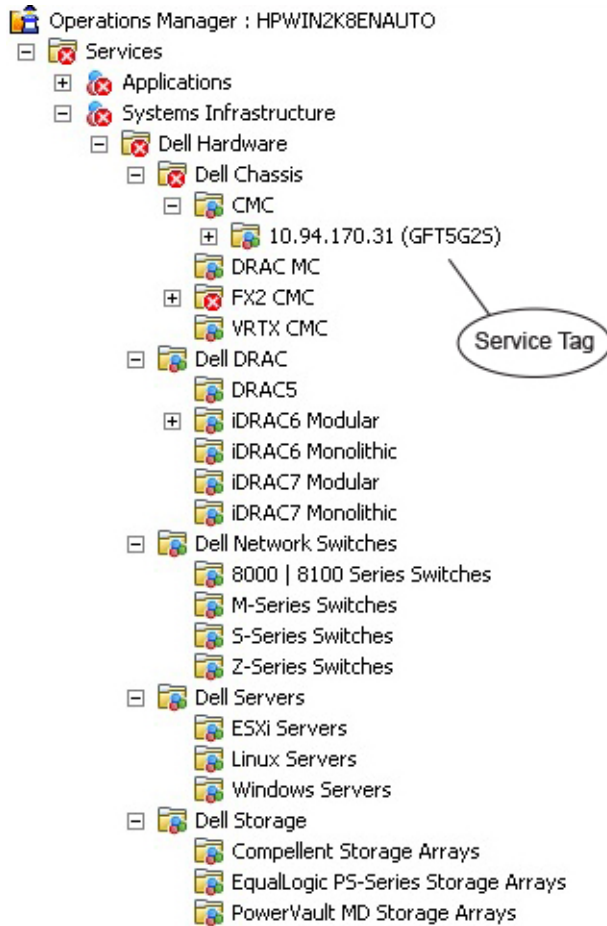 Operations Manager : HPWIN2K8ENAUTO
Services
Applications
Systems Infrastructure
Dell Hardware
Dell Chassis
CMC
10.94.170.31 (GFT5G2S)
DRAC MC
FX2 CMC
VRTX CMC
Service Tag
Dell DRAC
DRAC5
iDRAC6 Modular
iDRAC6 Monolithic
iDRAC7 Modular
iDRAC7 Monolithic
Dell Network Switches
8000 | 8100 Series Switches
M-Series Switches
S-Series Switches
Z-Series Switches
Dell Servers
ESXi Servers
Linux Servers
Windows Servers
Dell Storage
Compellent Storage Arrays
EqualLogic PS-Series Storage Arrays
PowerVault MD Storage Arrays